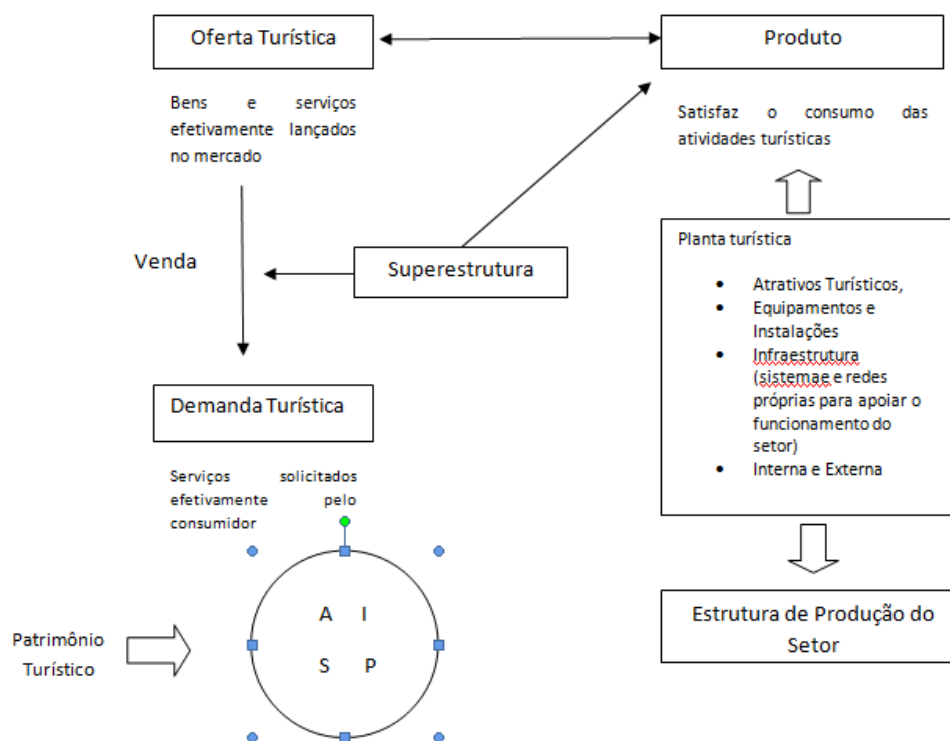 Oferta Turística
Produto
Bens e serviços
efetivamente lançados
no mercado
Satisfaz o consumo das
atividades turísticas
Venda
Superestrutura
Planta turística
• Atrativos Turísticos,
• Equipamentos e
Instalações
• Infraestrutura
(sistemae e redes
próprias para apoiar o
funcionamento do
setor)
• Interna e Externa
Demanda Turística
Serviços solicitados
efetivamente pelo
consumidor
A I
S P
Patrimônio
Turístico
Estrutura de Produção do
Setor